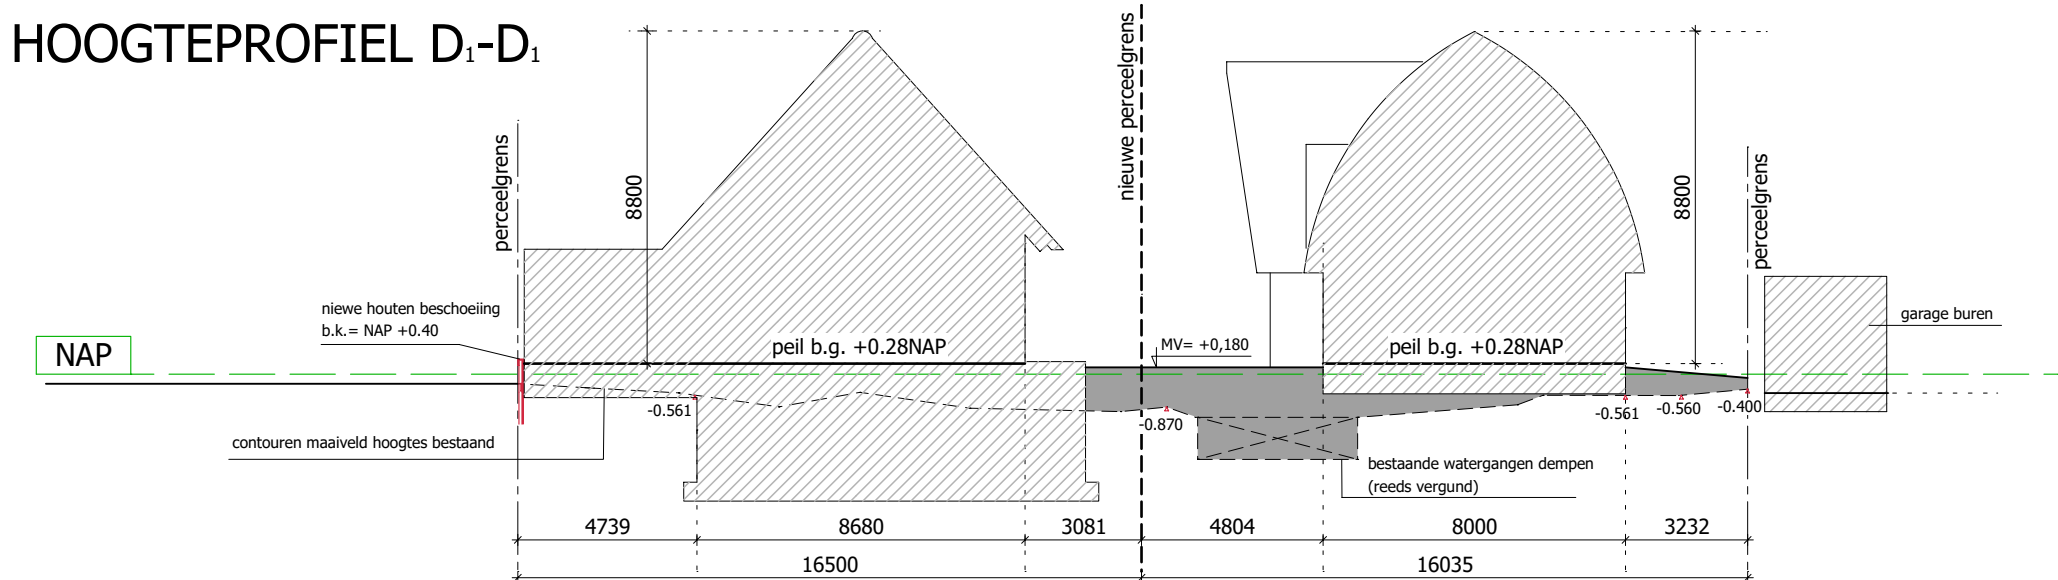 HOOGTEPROFIEL D1-D1
perceelgrens
8800
nieuwe perceelgrens
8800
perceelgrens
niewe houten beschoeiing
b.k.= NAP +0.40
garage buren
NAP
peil b.g. +0.28NAP
MV= +0,180
peil b.g. +0.28NAP
-0.561
-0.870
-0.561
-0.560
-0.400
contouren maaiveld hoogtes bestaand
bestaande watergangen dempen
(reeds vergund)
4739
8680
3081
4804
8000
3232
16500
16035